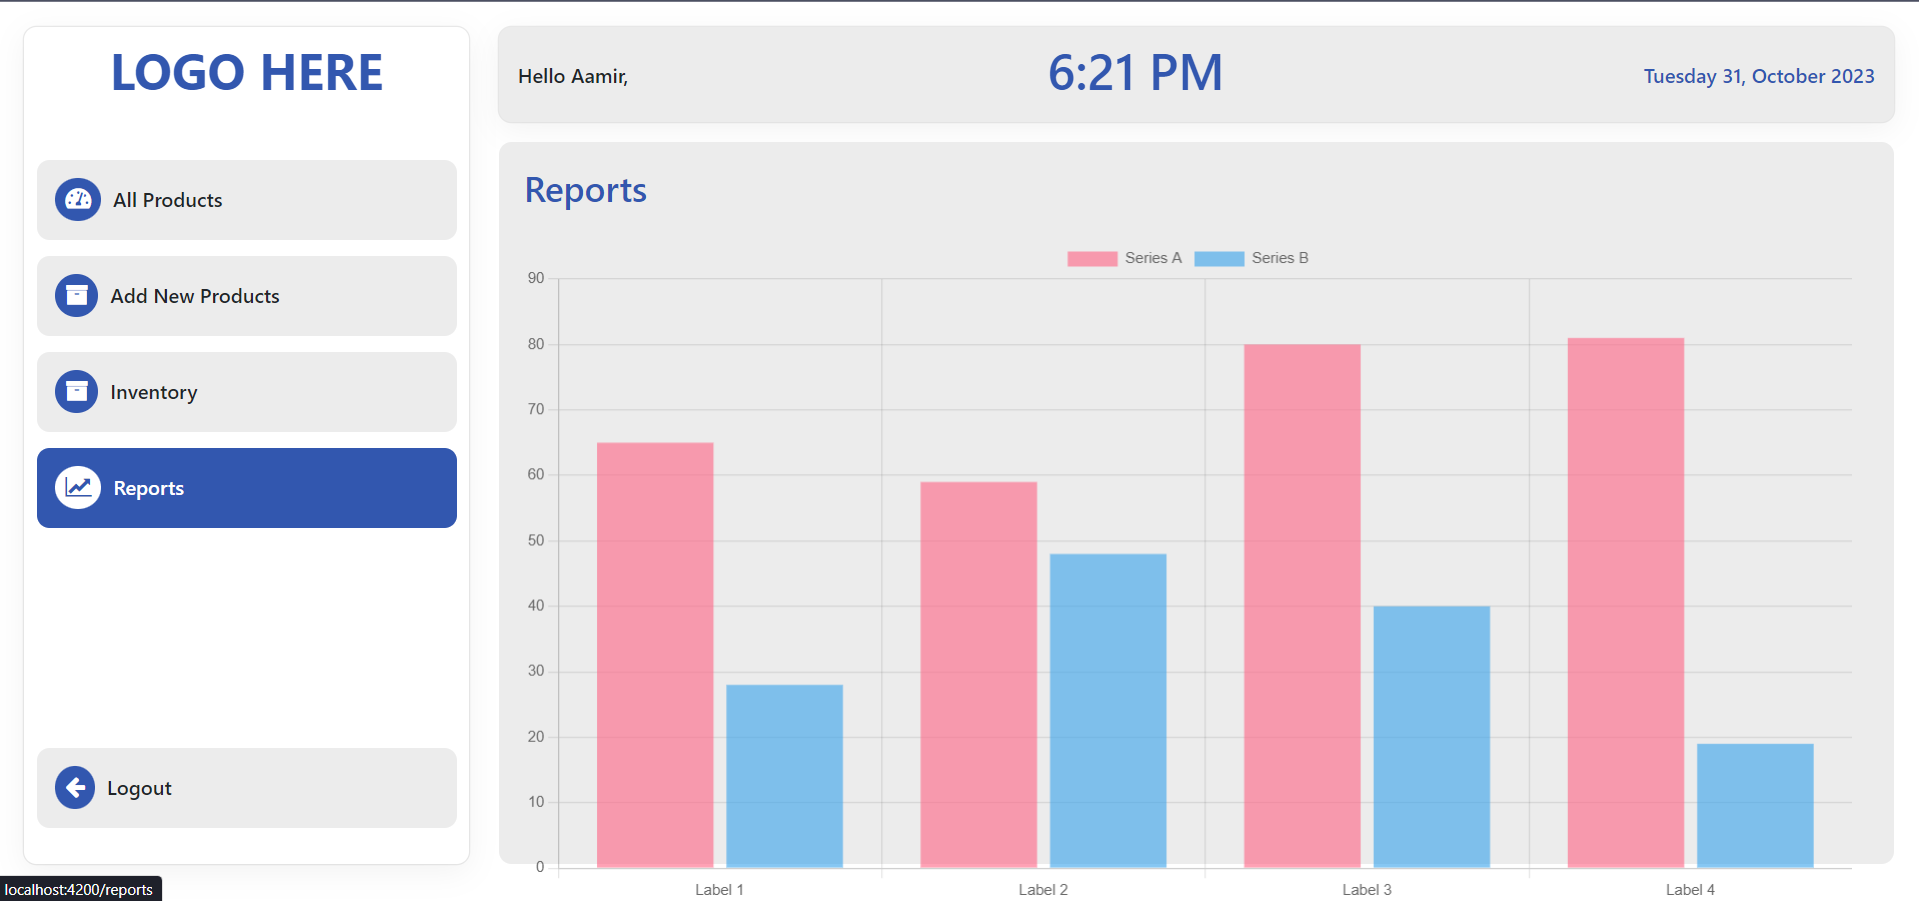 LOGO HERE
All Products
Add New Products
Inventory
Reports
Logout
Hello Aamir,
6:21 PM
Tuesday 31, October 2023
Reports
Series A
Series B
90
80
70
60
50
40
30
20
10
0
Label 1
Label 2
Label 3
Label 4
localhost:4200/reports